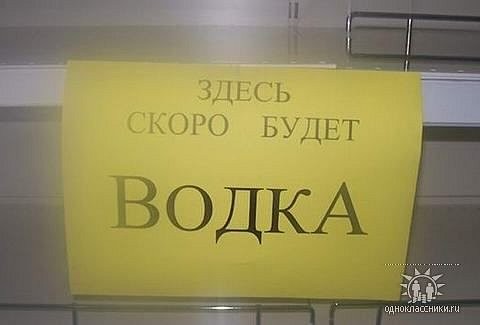 ЗДЕСЬ
СКОРО БУДЕТ
ВОДКА
одноклассники.ru